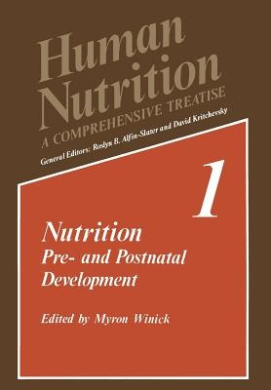 Human
Nutrition
A COMPREHENSIVE TREATISE
General Editors: Roslyn B. Alfin-Slater and David Kritchevsky
1
Nutrition
Pre- and Postnatal
Development
Edited by Myron Winick